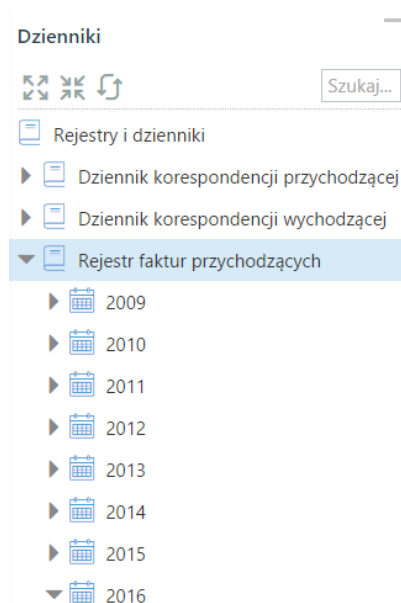 Dzienniki
Szukaj...
Rejestry i dzienniki
Dziennik korespondencji przychodzącej
Dziennik korespondencji wychodzącej
Rejestr faktur przychodzących
2009
2010
2011
2012
2013
2014
2015
2016